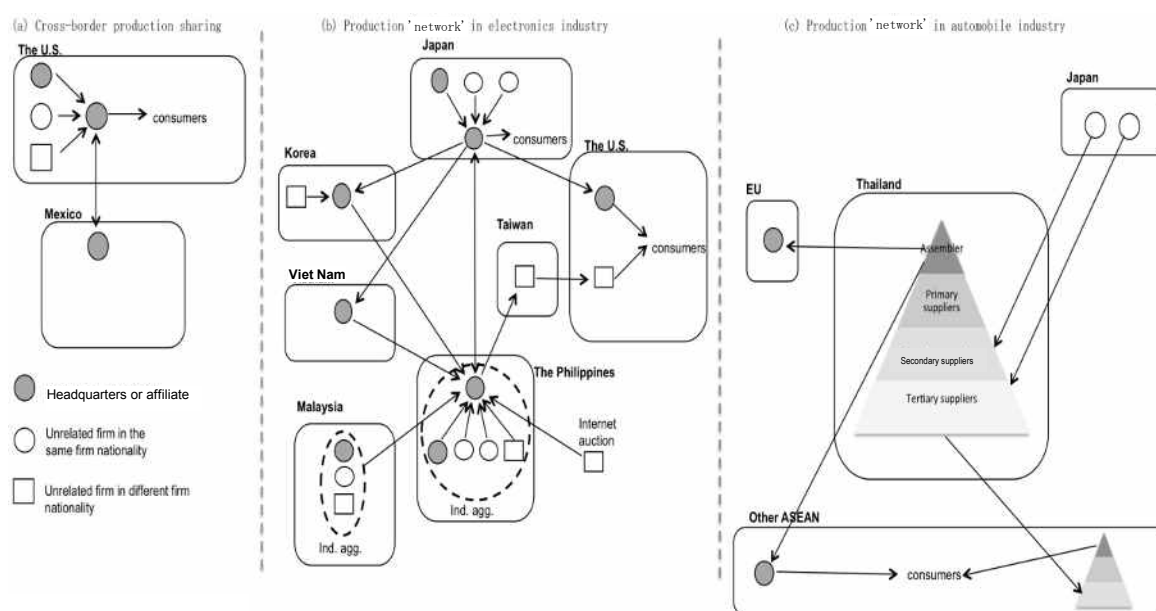 (a) Cross-border production sharing
The U.S.
consumers
Mexico
Headquarters or affiliate
Unrelated firm in the
same firm nationality
Unrelated firm in different firm
nationality
(b) Production 'network' in electronics industry
Japan
consumers
Korea
The U.S.
Taiwan
consumers
Viet Nam
The Philippines
Malaysia
Internet
auction
Ind. agg.
Ind. agg.
(c) Production 'network' in automobile industry
Japan
EU
Thailand
Assembler
Primary
suppliers
Secondary suppliers
Tertiary suppliers
Other ASEAN
consumers